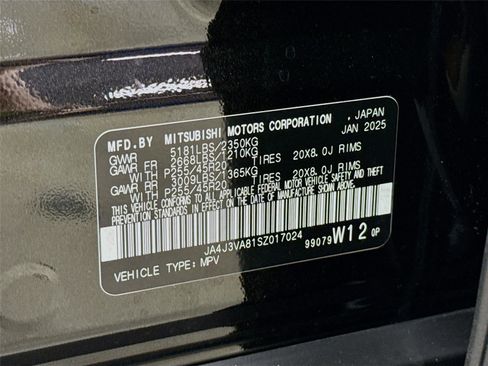 MFD.BY MITSUBISHI MOTORS CORPORATION , JAPAN
GVWR 5181LBS/2350KG JAN 2025
GAWR FR 2668LBS/1210KG
WITH P255/45R20 TIRES 20X8.0J RIMS
GAWR RR 3009LBS/1365KG
WITH P255/45R20 TIRES 20X8.0J RIMS
THIS VEHICLE CONFORMS TO ALL APPLICABLE FEDERAL MOTOR VEHICLE SAFETY AND THEFT
PREVENTION STANDARDS IN EFFECT ON THE DATE OF MANUFACTURE SHOWN ABOVE.
JA4J3VA81SZ017024
99079 W12 OP
VEHICLE TYPE: MPV